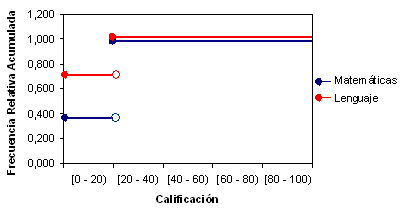 Frecuencia Relativa Acumulada
1,200
1,000
0,800
0,600
0,400
0,200
0,000
[0 - 20) [20 - 40) [40 - 60) [60 - 80) [80 - 100)
Calificación
Matemáticas
Lenguaje